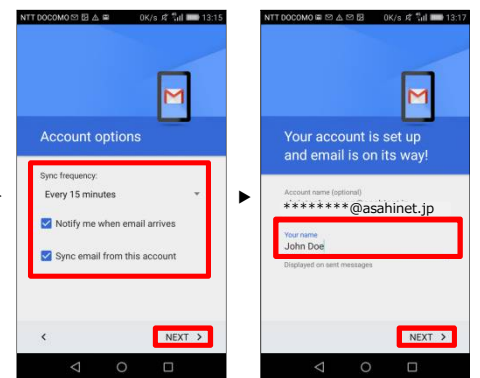 NTT DOCOMO 0K/s 13:15
Account options
Sync frequency:
Every 15 minutes
Notify me when email arrives
Sync email from this account
NEXT
NTT DOCOMO 0K/s 13:17
Your account is set up
and email is on its way!
Account name (optional)
********@asahinet.jp
Your name
John Doe
Displayed on sent messages
NEXT